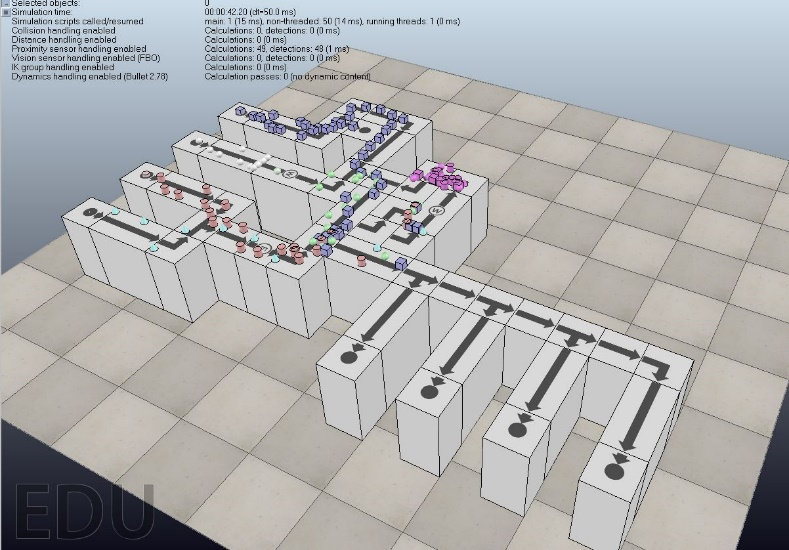 Selected objects: 0
Simulation time: 00:00:42.20 (dt=50.0 ms)
Simulation scripts called/resumed main: 1 (15 ms), non-threaded: 50 (14 ms), running threads: 1 (0 ms)
Collision handling enabled Calculations: 0, detections: 0 (0 ms)
Distance handling enabled Calculations: 0 (0 ms)
Proximity sensor handling enabled Calculations: 49, detections: 48 (1 ms)
Vision sensor handling enabled (FBO) Calculations: 0, detections: 0 (0 ms)
IK group handling enabled Calculations: 0 (0 ms)
Dynamics handling enabled (Bullet 2.78) Calculation passes: 0 (no dynamic content)
W
EDU